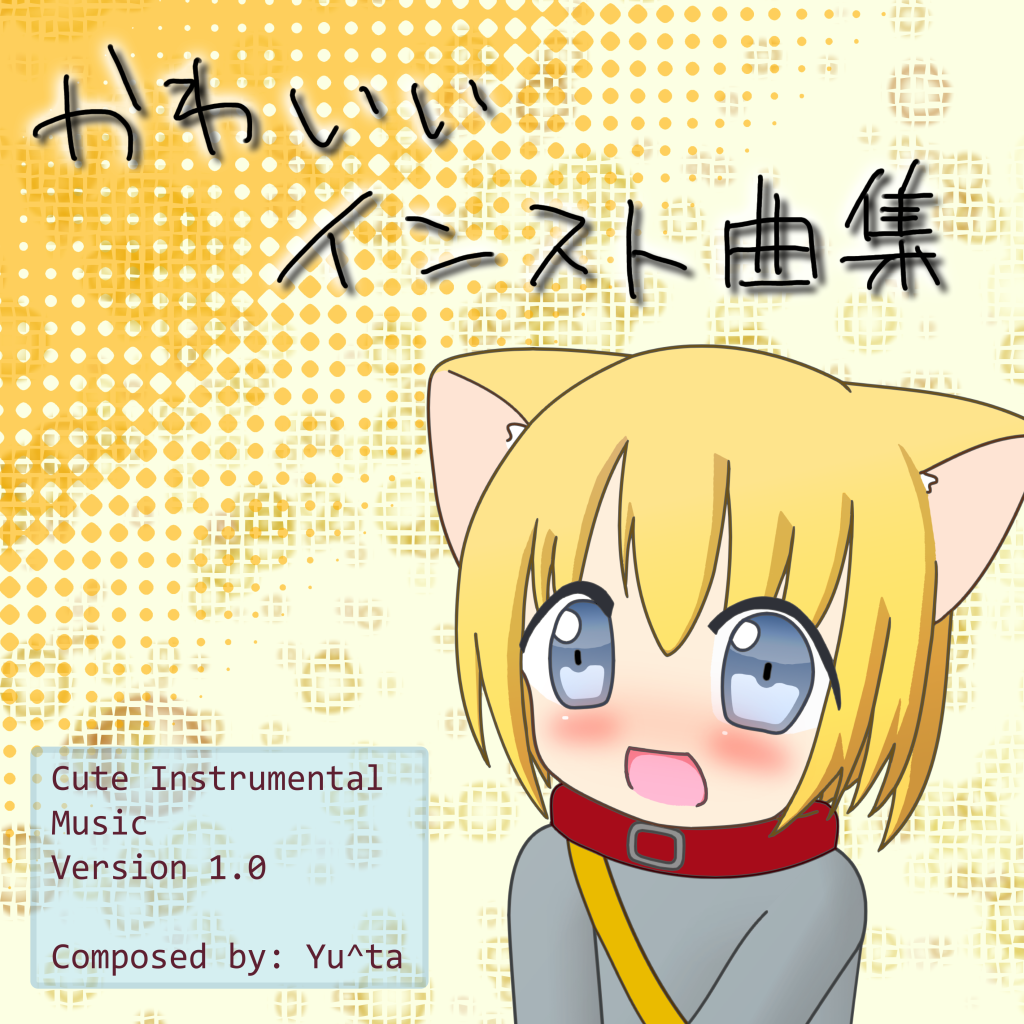 かわいい
インスト曲集
Cute Instrumental
Music
Version 1.0
Composed by: Yu^ta